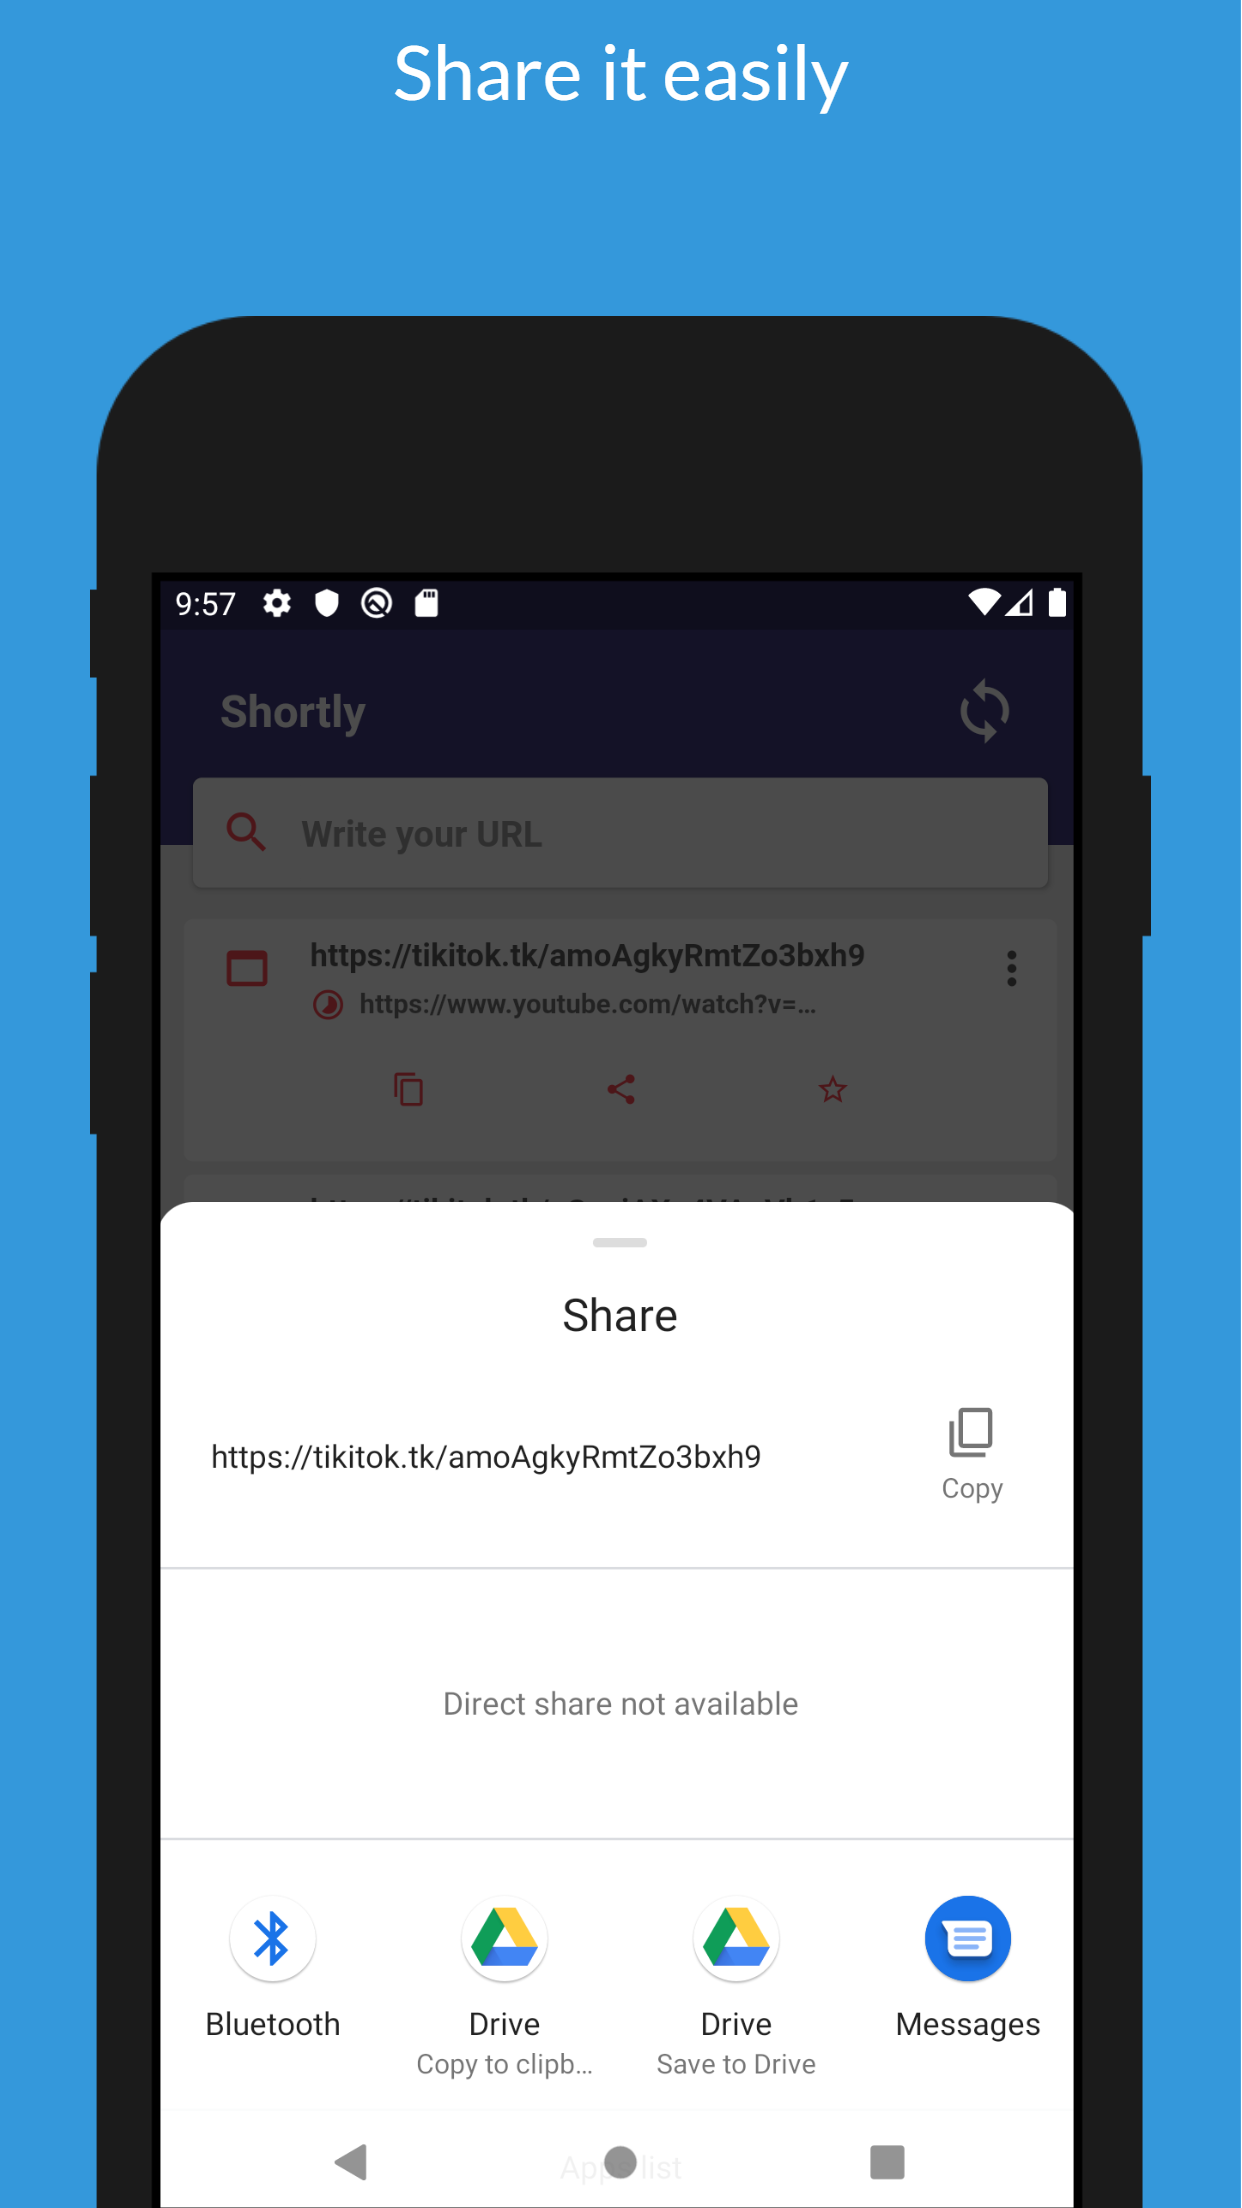 Share it easily
9:57
Shortly
Write your URL
https://tikitok.tk/amoAgkyRmtZo3bxh9
https://www.youtube.com/watch?v=...
Share
https://tikitok.tk/amoAgkyRmtZo3bxh9
Copy
Direct share not available
Bluetooth
Drive
Copy to clipb...
Drive
Save to Drive
Messages
list